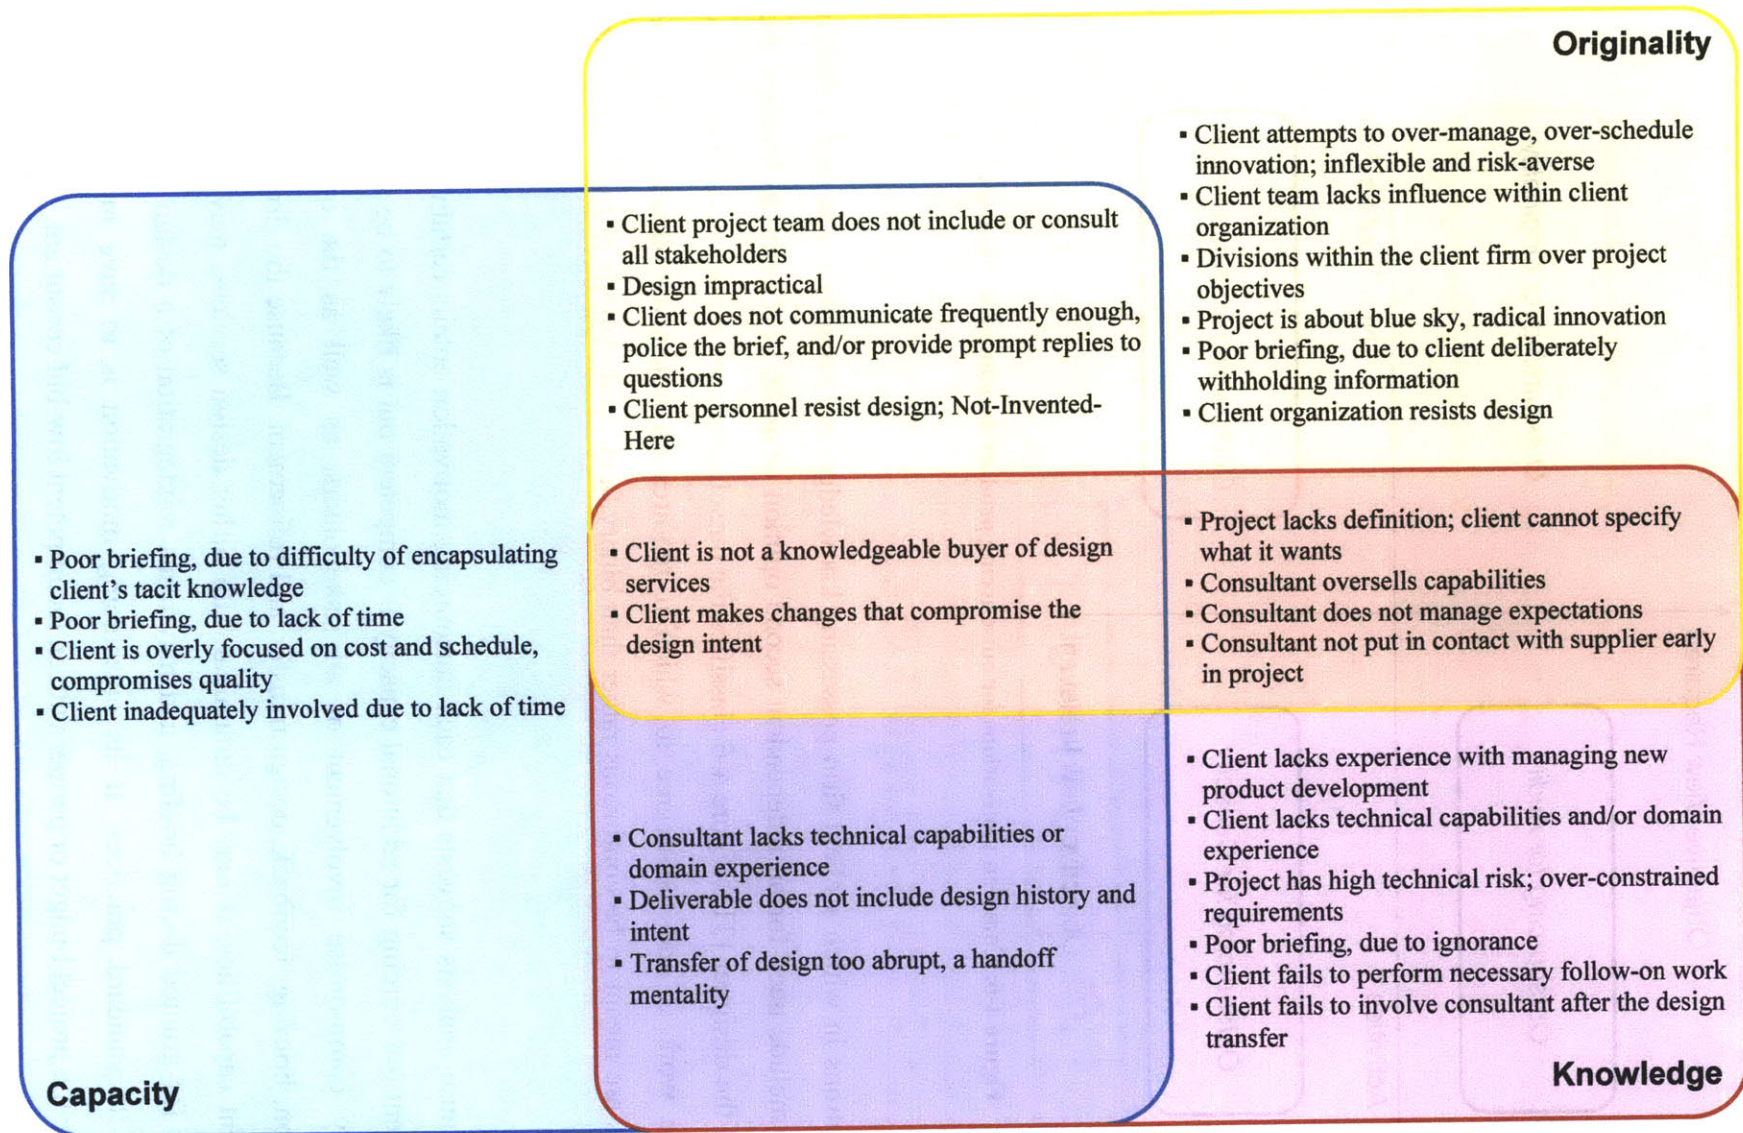 Originality
▪ Client attempts to over-manage, over-schedule
innovation; inflexible and risk-averse
▪ Client team lacks influence within client
organization
▪ Divisions within the client firm over project
objectives
▪ Project is about blue sky, radical innovation
▪ Poor briefing, due to client deliberately
withholding information
▪ Client organization resists design
▪ Client project team does not include or consult
all stakeholders
▪ Design impractical
▪ Client does not communicate frequently enough,
police the brief, and/or provide prompt replies to
questions
▪ Client personnel resist design; Not-Invented-
Here
▪ Poor briefing, due to difficulty of encapsulating
client's tacit knowledge
▪ Poor briefing, due to lack of time
▪ Client is overly focused on cost and schedule,
compromises quality
▪ Client inadequately involved due to lack of time
▪ Client is not a knowledgeable buyer of design
services
▪ Client makes changes that compromise the
design intent
▪ Project lacks definition; client cannot specify
what it wants
▪ Consultant oversells capabilities
▪ Consultant does not manage expectations
▪ Consultant not put in contact with supplier early
in project
▪ Consultant lacks technical capabilities or
domain experience
▪ Deliverable does not include design history and
intent
▪ Transfer of design too abrupt, a handoff
mentality
▪ Client lacks experience with managing new
product development
▪ Client lacks technical capabilities and/or domain
experience
▪ Project has high technical risk; over-constrained
requirements
▪ Poor briefing, due to ignorance
▪ Client fails to perform necessary follow-on work
▪ Client fails to involve consultant after the design
transfer
Capacity
Knowledge